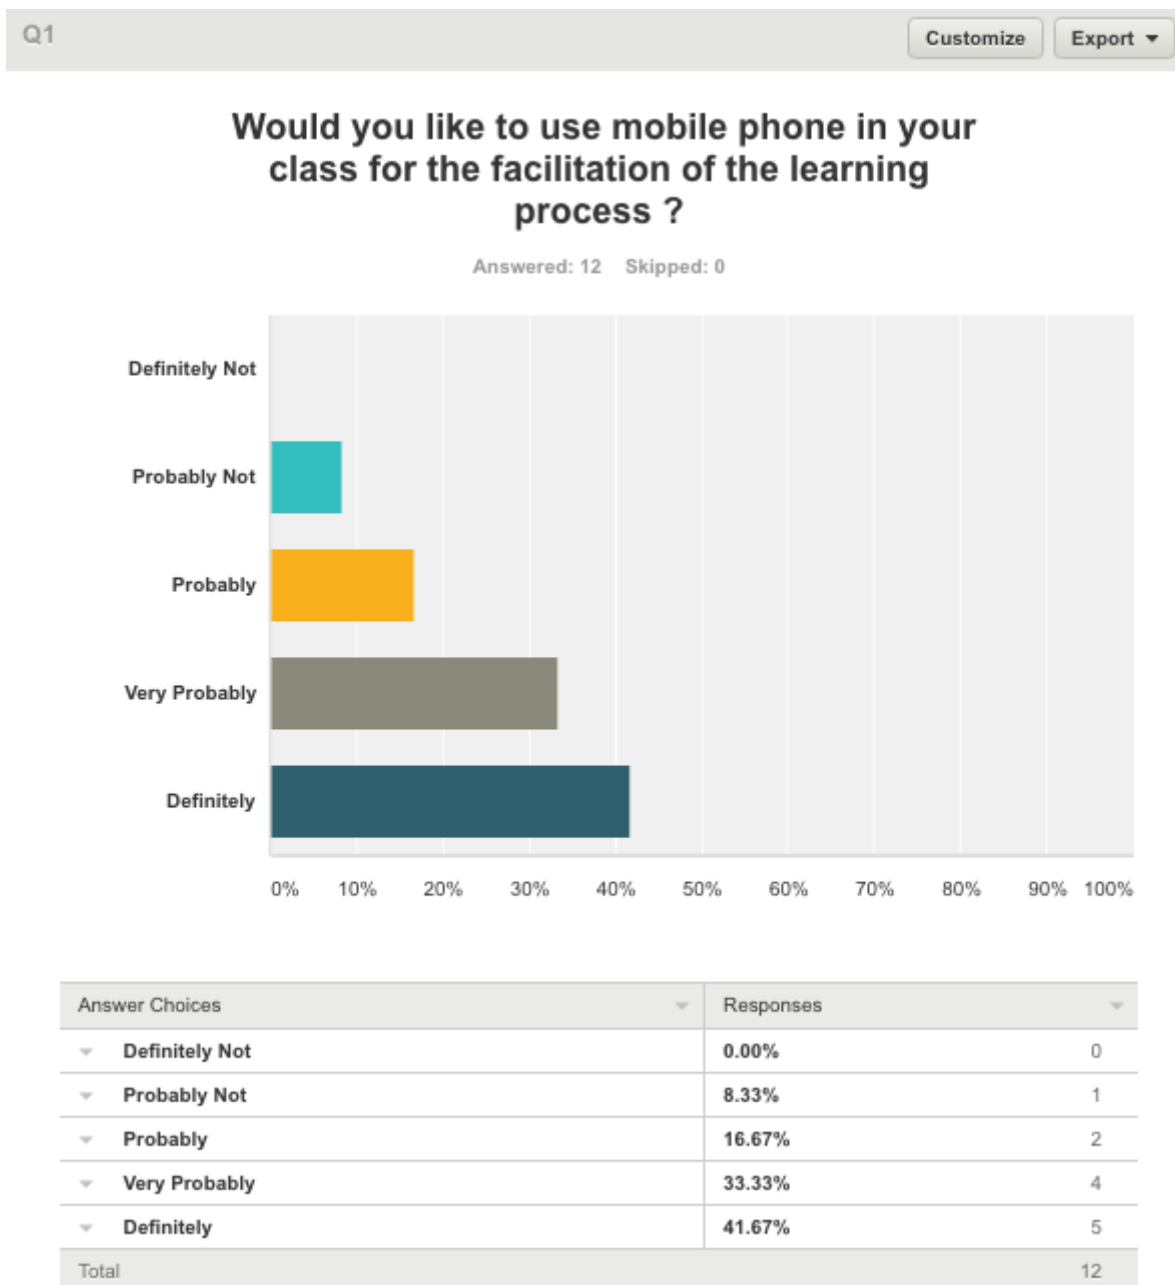 Q1
Customize
Export
Would you like to use mobile phone in your
class for the facilitation of the learning
process ?
Answered: 12 Skipped: 0
Definitely Not
Probably Not
Probably
Very Probably
Definitely
0% 10% 20% 30% 40% 50% 60% 70% 80% 90% 100%
Answer Choices Responses
Definitely Not 0.00% 0
Probably Not 8.33% 1
Probably 16.67% 2
Very Probably 33.33% 4
Definitely 41.67% 5
Total 12